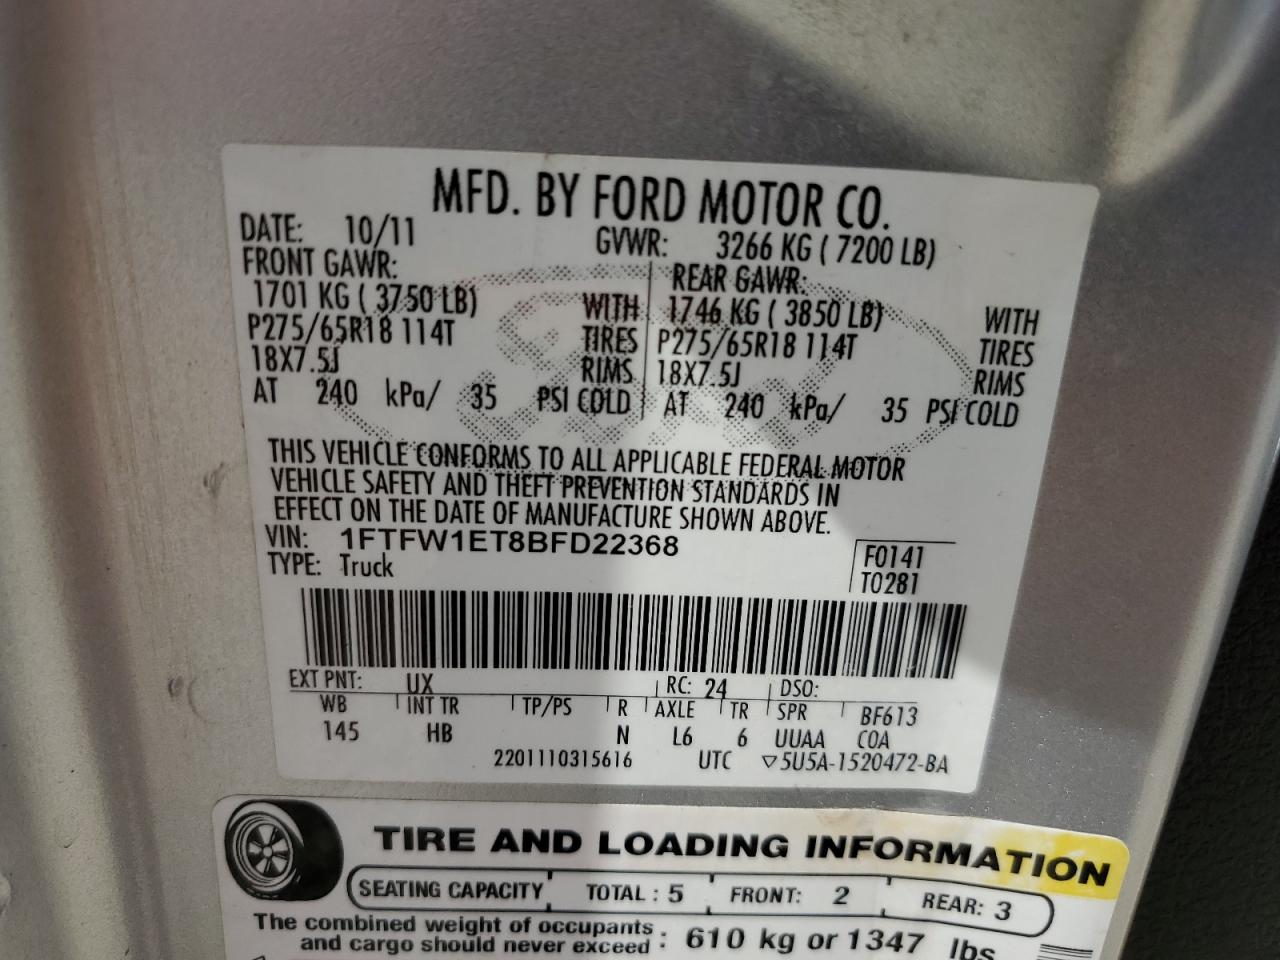 MFD. BY FORD MOTOR CO.
DATE: 10/11 GVWR: 3266 KG ( 7200 LB)
FRONT GAWR: REAR GAWR:
1701 KG ( 3750 LB) WITH 1746 KG ( 3850 LB) WITH
P275/65R18 114T TIRES P275/65R18 114T TIRES
18X7.5J RIMS 18X7.5J RIMS
AT 240 kPa/ 35 PSI COLD AT 240 kPa/ 35 PSI COLD
THIS VEHICLE CONFORMS TO ALL APPLICABLE FEDERAL MOTOR
VEHICLE SAFETY AND THEFT PREVENTION STANDARDS IN
EFFECT ON THE DATE OF MANUFACTURE SHOWN ABOVE.
VIN: 1FTFW1ET8BFD22368 F0141
TYPE: Truck T0281
EXT PNT: UX RC: 24 DSO:
WB INT TR TP/PS R AXLE TR SPR BF613
145 HB N L6 6 UUAA COA
2201110315616 UTC ▽5U5A-1520472-BA
TIRE AND LOADING INFORMATION
SEATING CAPACITY TOTAL : 5 FRONT: 2 REAR: 3
The combined weight of occupants
and cargo should never exceed : 610 kg or 1347 lbs